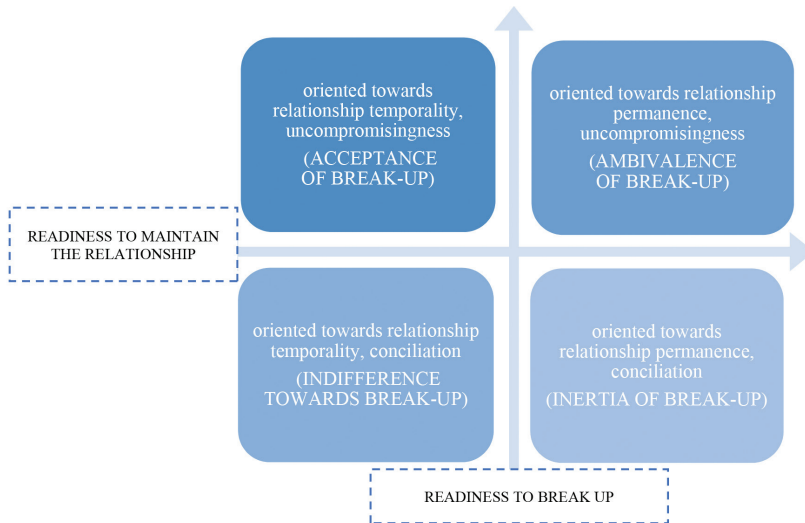 oriented towards
relationship temporality,
uncompromisingness
(ACCEPTANCE
OF BREAK-UP)
oriented towards relationship
permanence,
uncompromisingness
(AMBIVALENCE
OF BREAK-UP)
READINESS TO MAINTAIN
THE RELATIONSHIP
oriented towards relationship
temporality, conciliation
(INDIFFERENCE
TOWARDS BREAK-UP)
oriented towards
relationship permanence,
conciliation
(INERTIA OF BREAK-UP)
READINESS TO BREAK UP